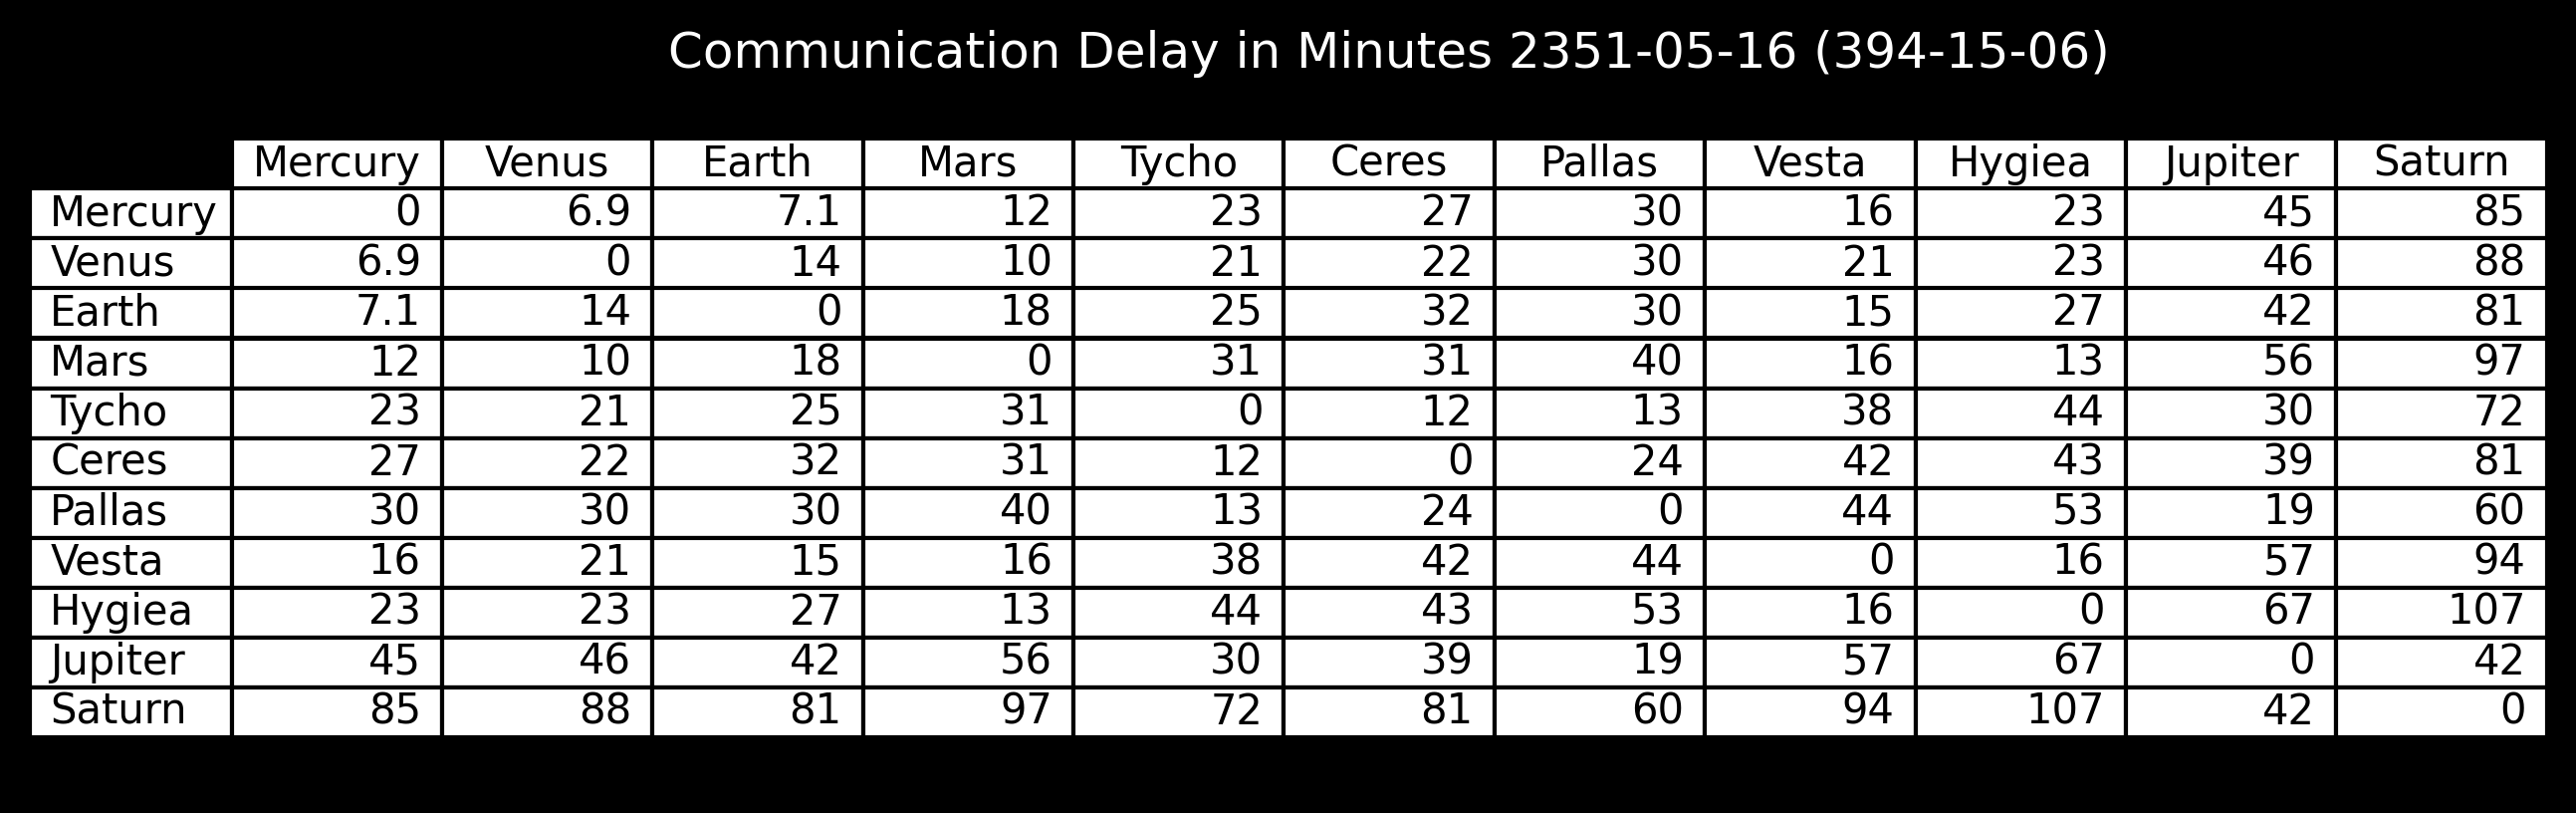 Communication Delay in Minutes 2351-05-16 (394-15-06)
Mercury Venus Earth Mars Tycho Ceres Pallas Vesta Hygiea Jupiter Saturn
Mercury 0 6.9 7.1 12 23 27 30 16 23 45 85
Venus 6.9 0 14 10 21 22 30 21 23 46 88
Earth 7.1 14 0 18 25 32 30 15 27 42 81
Mars 12 10 18 0 31 31 40 16 13 56 97
Tycho 23 21 25 31 0 12 13 38 44 30 72
Ceres 27 22 32 31 12 0 24 42 43 39 81
Pallas 30 30 30 40 13 24 0 44 53 19 60
Vesta 16 21 15 16 38 42 44 0 16 57 94
Hygiea 23 23 27 13 44 43 53 16 0 67 107
Jupiter 45 46 42 56 30 39 19 57 67 0 42
Saturn 85 88 81 97 72 81 60 94 107 42 0